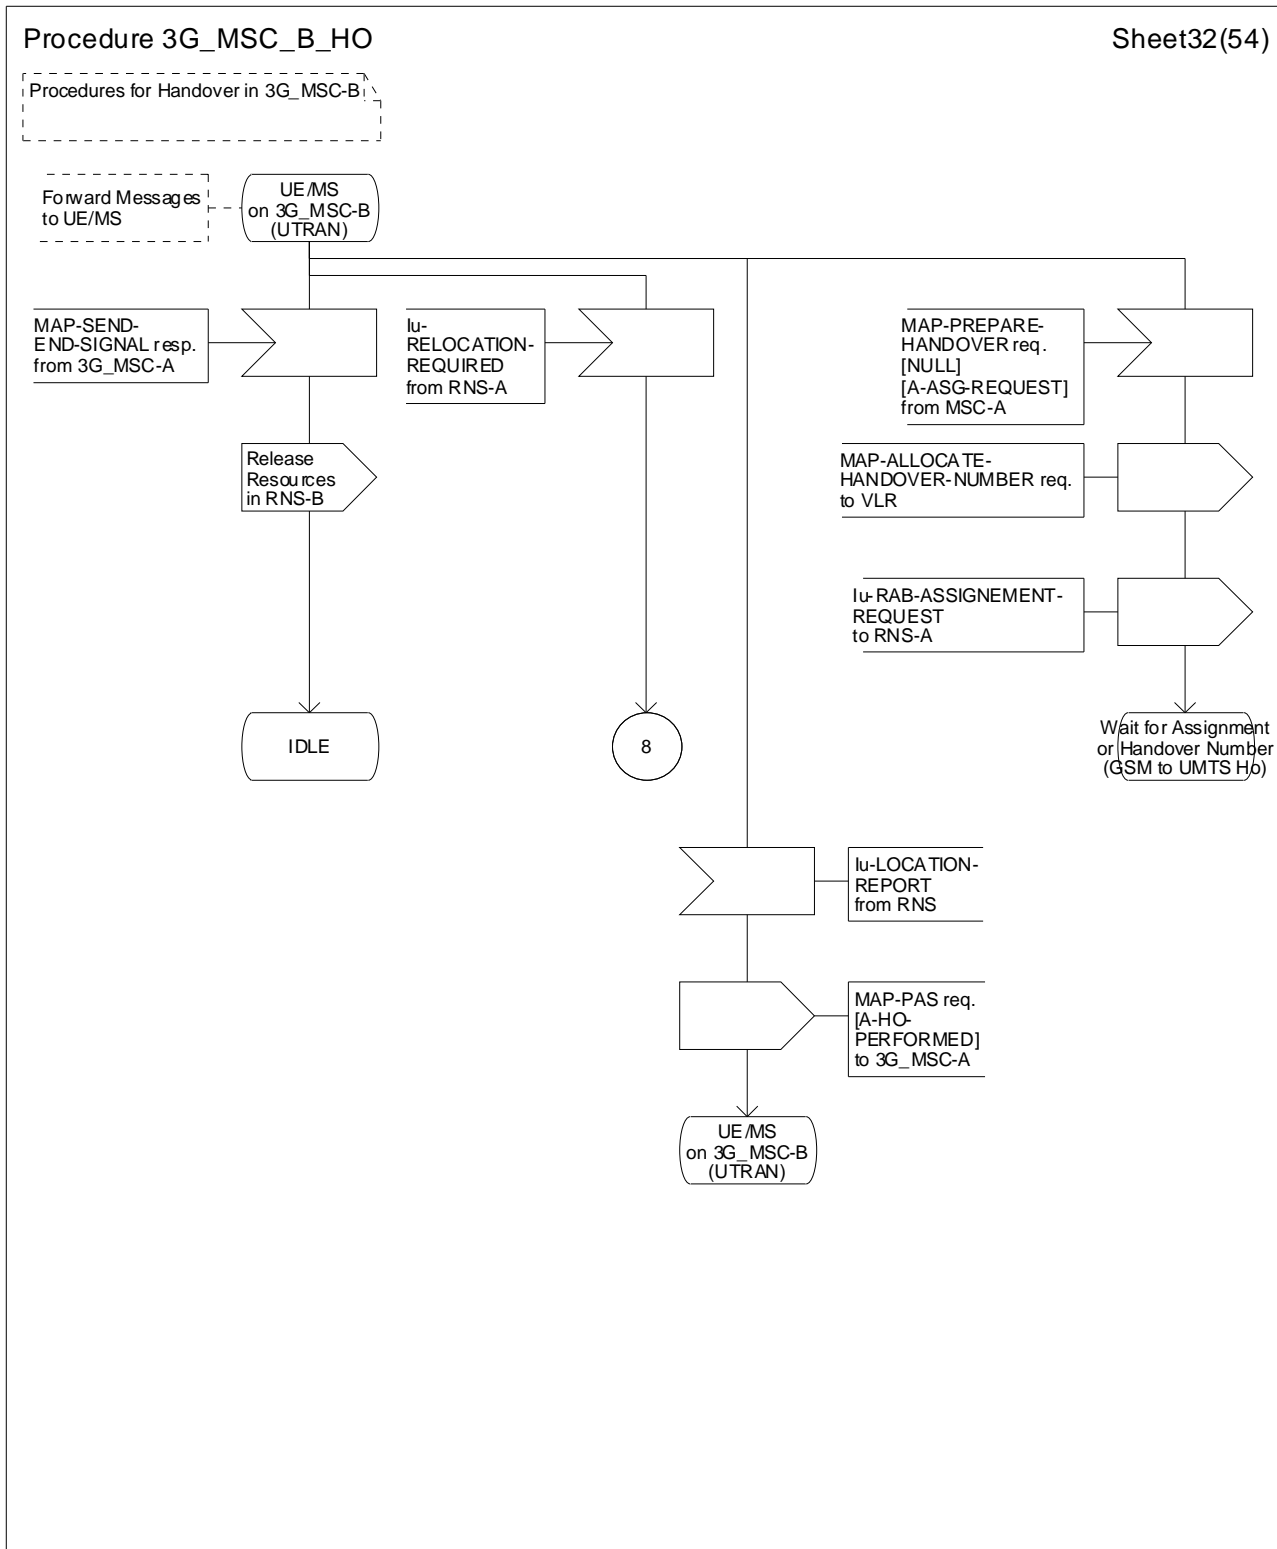 Procedure 3G_MSC_B_HO
Sheet32(54)
Procedures for Handover in 3G_MSC-B
Forward Messages
to UE/MS
UE/MS
on 3G_MSC-B
(UTRAN)
MAP-SEND-
END-SIGNAL resp.
from 3G_MSC-A
Iu-
RELOCATION-
REQUIRED
from RNS-A
MAP-PREPARE-
HANDOVER req.
[NULL]
[A-ASG-REQUEST]
from MSC-A
Release
Resources
in RNS-B
MAP-ALLOCATE-
HANDOVER-NUMBER req.
to VLR
Iu-RAB-ASSIGNEMENT-
REQUEST
to RNS-A
IDLE
8
Wait for Assignment
or Handover Number
(GSM to UMTS Ho)
Iu-LOCATION-
REPORT
from RNS
MAP-PAS req.
[A-HO-
PERFORMED]
to 3G_MSC-A
UE/MS
on 3G_MSC-B
(UTRAN)